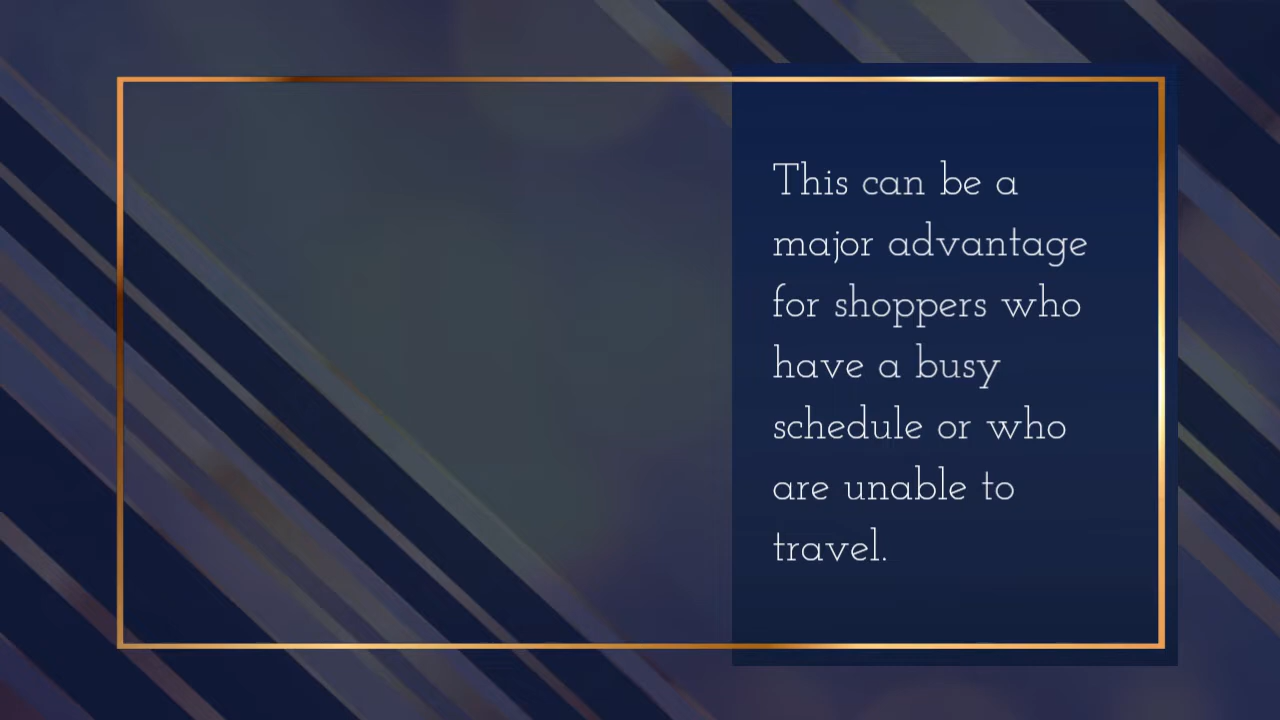 This can be a
major advantage
for shoppers who
have a busy
schedule or who
are unable to
travel.